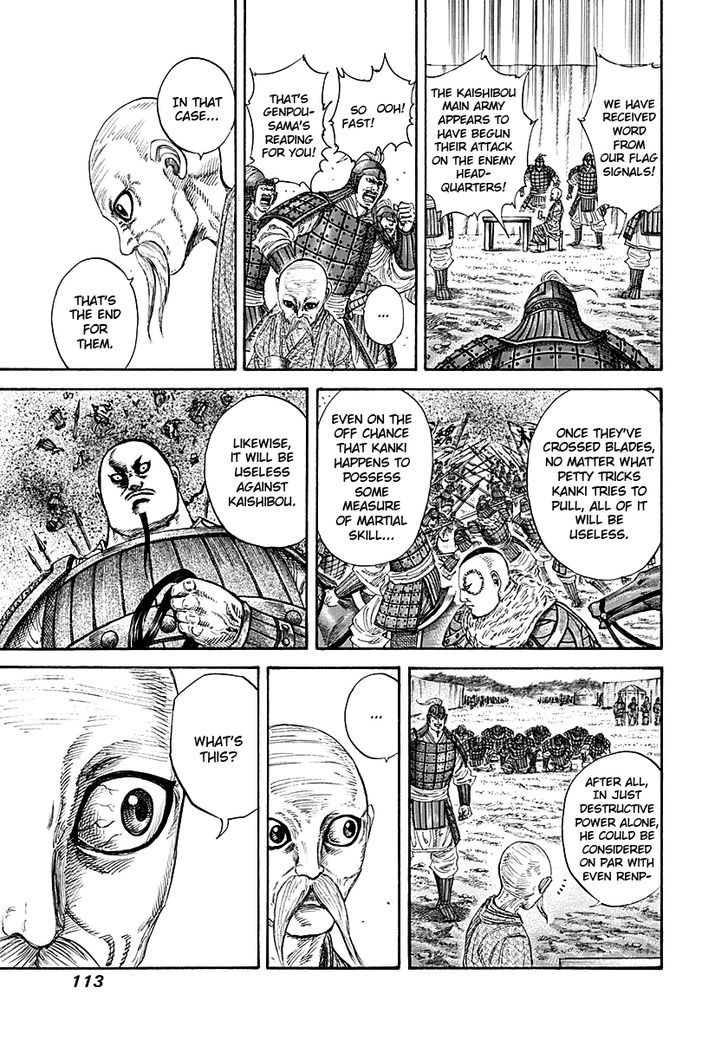 WE HAVE
RECEIVED
WORD
FROM
OUR FLAG
SIGNALS!
THE KAISHIBOU
MAIN ARMY
APPEARS
TO HAVE
BEGUN
THEIR ATTACK
ON THE ENEMY
HEAD-
QUARTERS!
OOH!
SO
FAST!
THAT'S
GENPOU-
SAMA'S
READING
FOR YOU!
...
IN THAT
CASE...
THAT'S
THE END
FOR
THEM.
ONCE THEY'VE
CROSSED BLADES,
NO MATTER WHAT
PETTY TRICKS
KANKI TRIES
TO PULL, ALL OF IT
WILL BE
USELESS.
EVEN ON THE
OFF CHANCE
THAT KANKI
HAPPENS TO
POSSESS
SOME
MEASURE
OF MARTIAL
SKILL...
LIKEWISE,
IT WILL BE
USELESS
AGAINST
KAISHIBOU.
AFTER ALL,
IN JUST
DESTRUCTIVE
POWER ALONE,
HE COULD BE
CONSIDERED
ON PAR WITH
EVEN RENP-
...
WHAT'S
THIS?
113